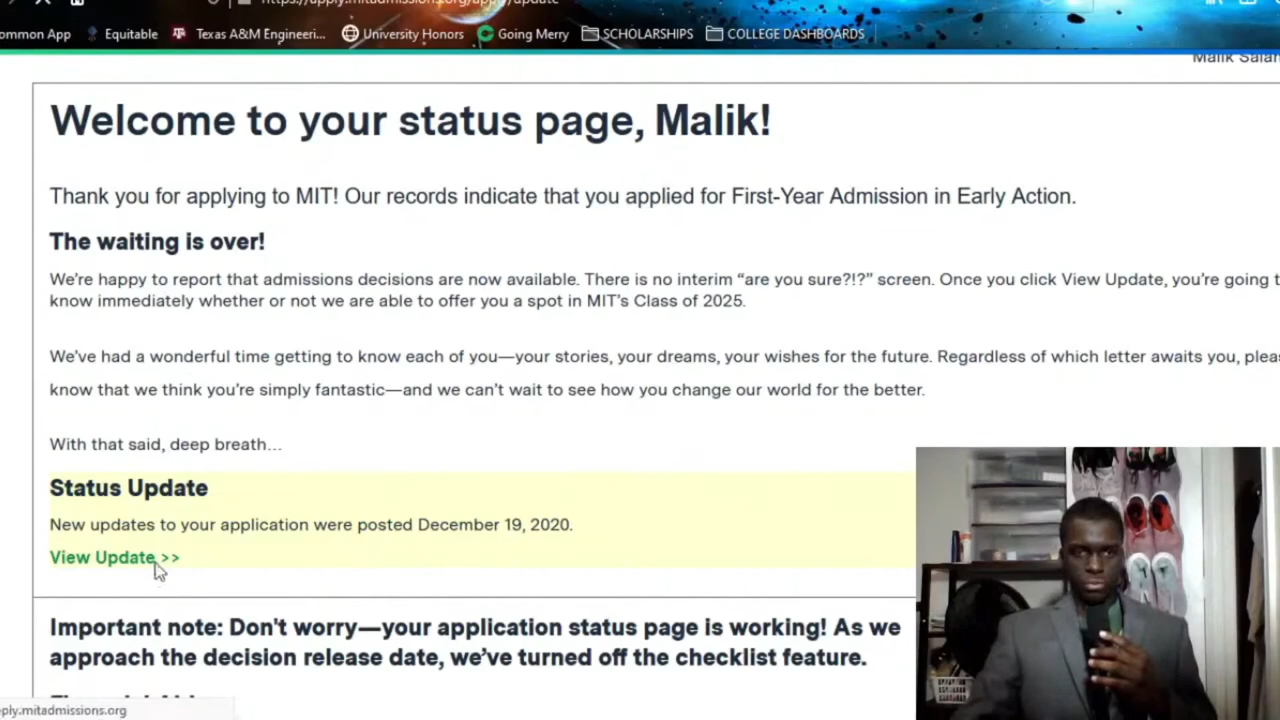 https://apply.mitadmissions.org/apply/update
ommon App Equitable Texas A&M Engineeri... University Honors Going Merry SCHOLARSHIPS COLLEGE DASHBOARDS
Malik Salam
Welcome to your status page, Malik!
Thank you for applying to MIT! Our records indicate that you applied for First-Year Admission in Early Action.
The waiting is over!
We’re happy to report that admissions decisions are now available. There is no interim “are you sure?!?” screen. Once you click View Update, you’re going t
know immediately whether or not we are able to offer you a spot in MIT’s Class of 2025.
We’ve had a wonderful time getting to know each of you—your stories, your dreams, your wishes for the future. Regardless of which letter awaits you, plea
know that we think you’re simply fantastic—and we can’t wait to see how you change our world for the better.
With that said, deep breath…
Status Update
New updates to your application were posted December 19, 2020.
View Update >>
Important note: Don't worry—your application status page is working! As we
approach the decision release date, we’ve turned off the checklist feature.
pply.mitadmissions.org